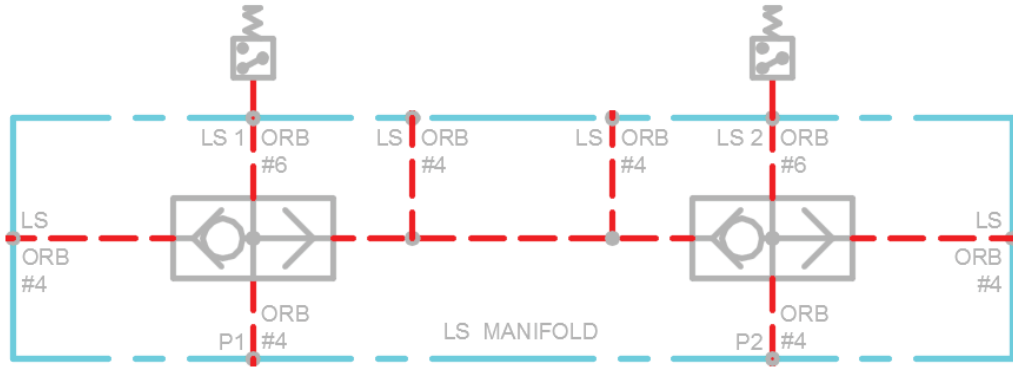 LS 1 ORB
#6
LS ORB
#4
LS ORB
#4
LS 2 ORB
#6
LS
ORB
#4
LS
ORB
#4
ORB
P1 #4
LS MANIFOLD
ORB
P2 #4